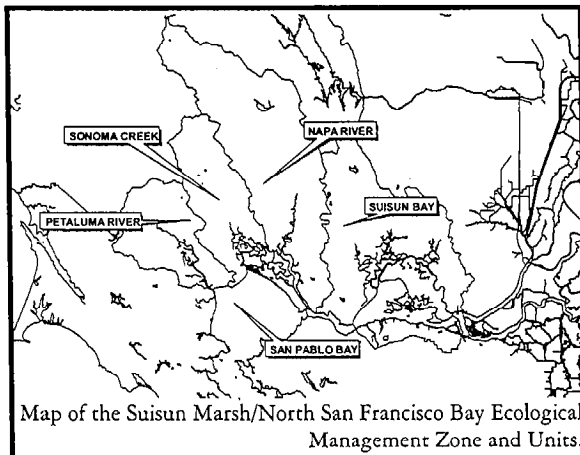 SONOMA CREEK
NAPA RIVER
PETALUMA RIVER
SUISUN BAY
SAN PABLO BAY
Map of the Suisun Marsh/North San Francisco Bay Ecological
Management Zone and Units.